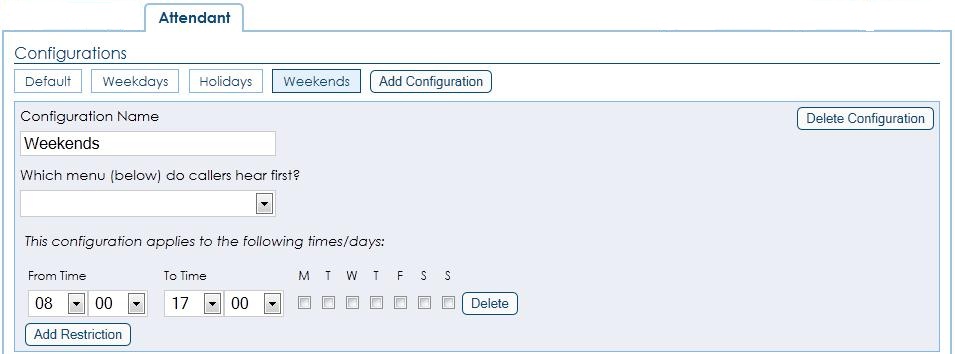 Attendant
Configurations
Default Weekdays Holidays Weekends Add Configuration
Configuration Name Delete Configuration
Weekends
Which menu (below) do callers hear first?
This configuration applies to the following times/days:
From Time To Time M T W T F S S
08 00 17 00 Delete
Add Restriction